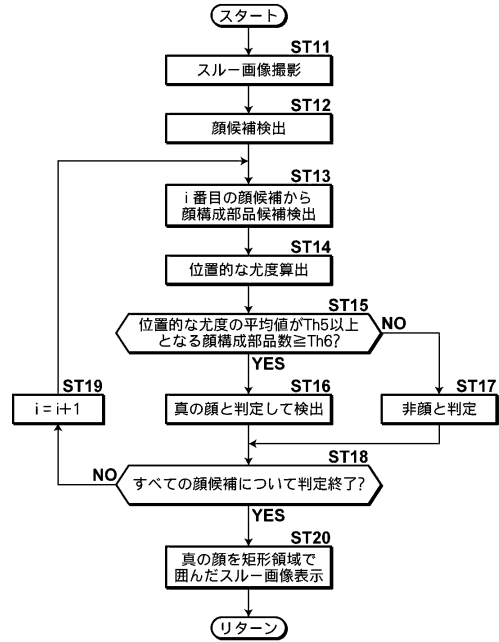 スタート
ST11
スルー画像撮影
ST12
顔候補検出
ST13
i 番目の顔候補から
顔構成部品候補検出
ST14
位置的な尤度算出
ST15
位置的な尤度の平均値がTh5以上
となる顔構成部品数≧Th6?
NO
YES
ST19
i = i+1
ST16
真の顔と判定して検出
ST17
非顔と判定
ST18
NO
すべての顔候補について判定終了?
YES
ST20
真の顔を矩形領域で
囲んだスルー画像表示
リターン